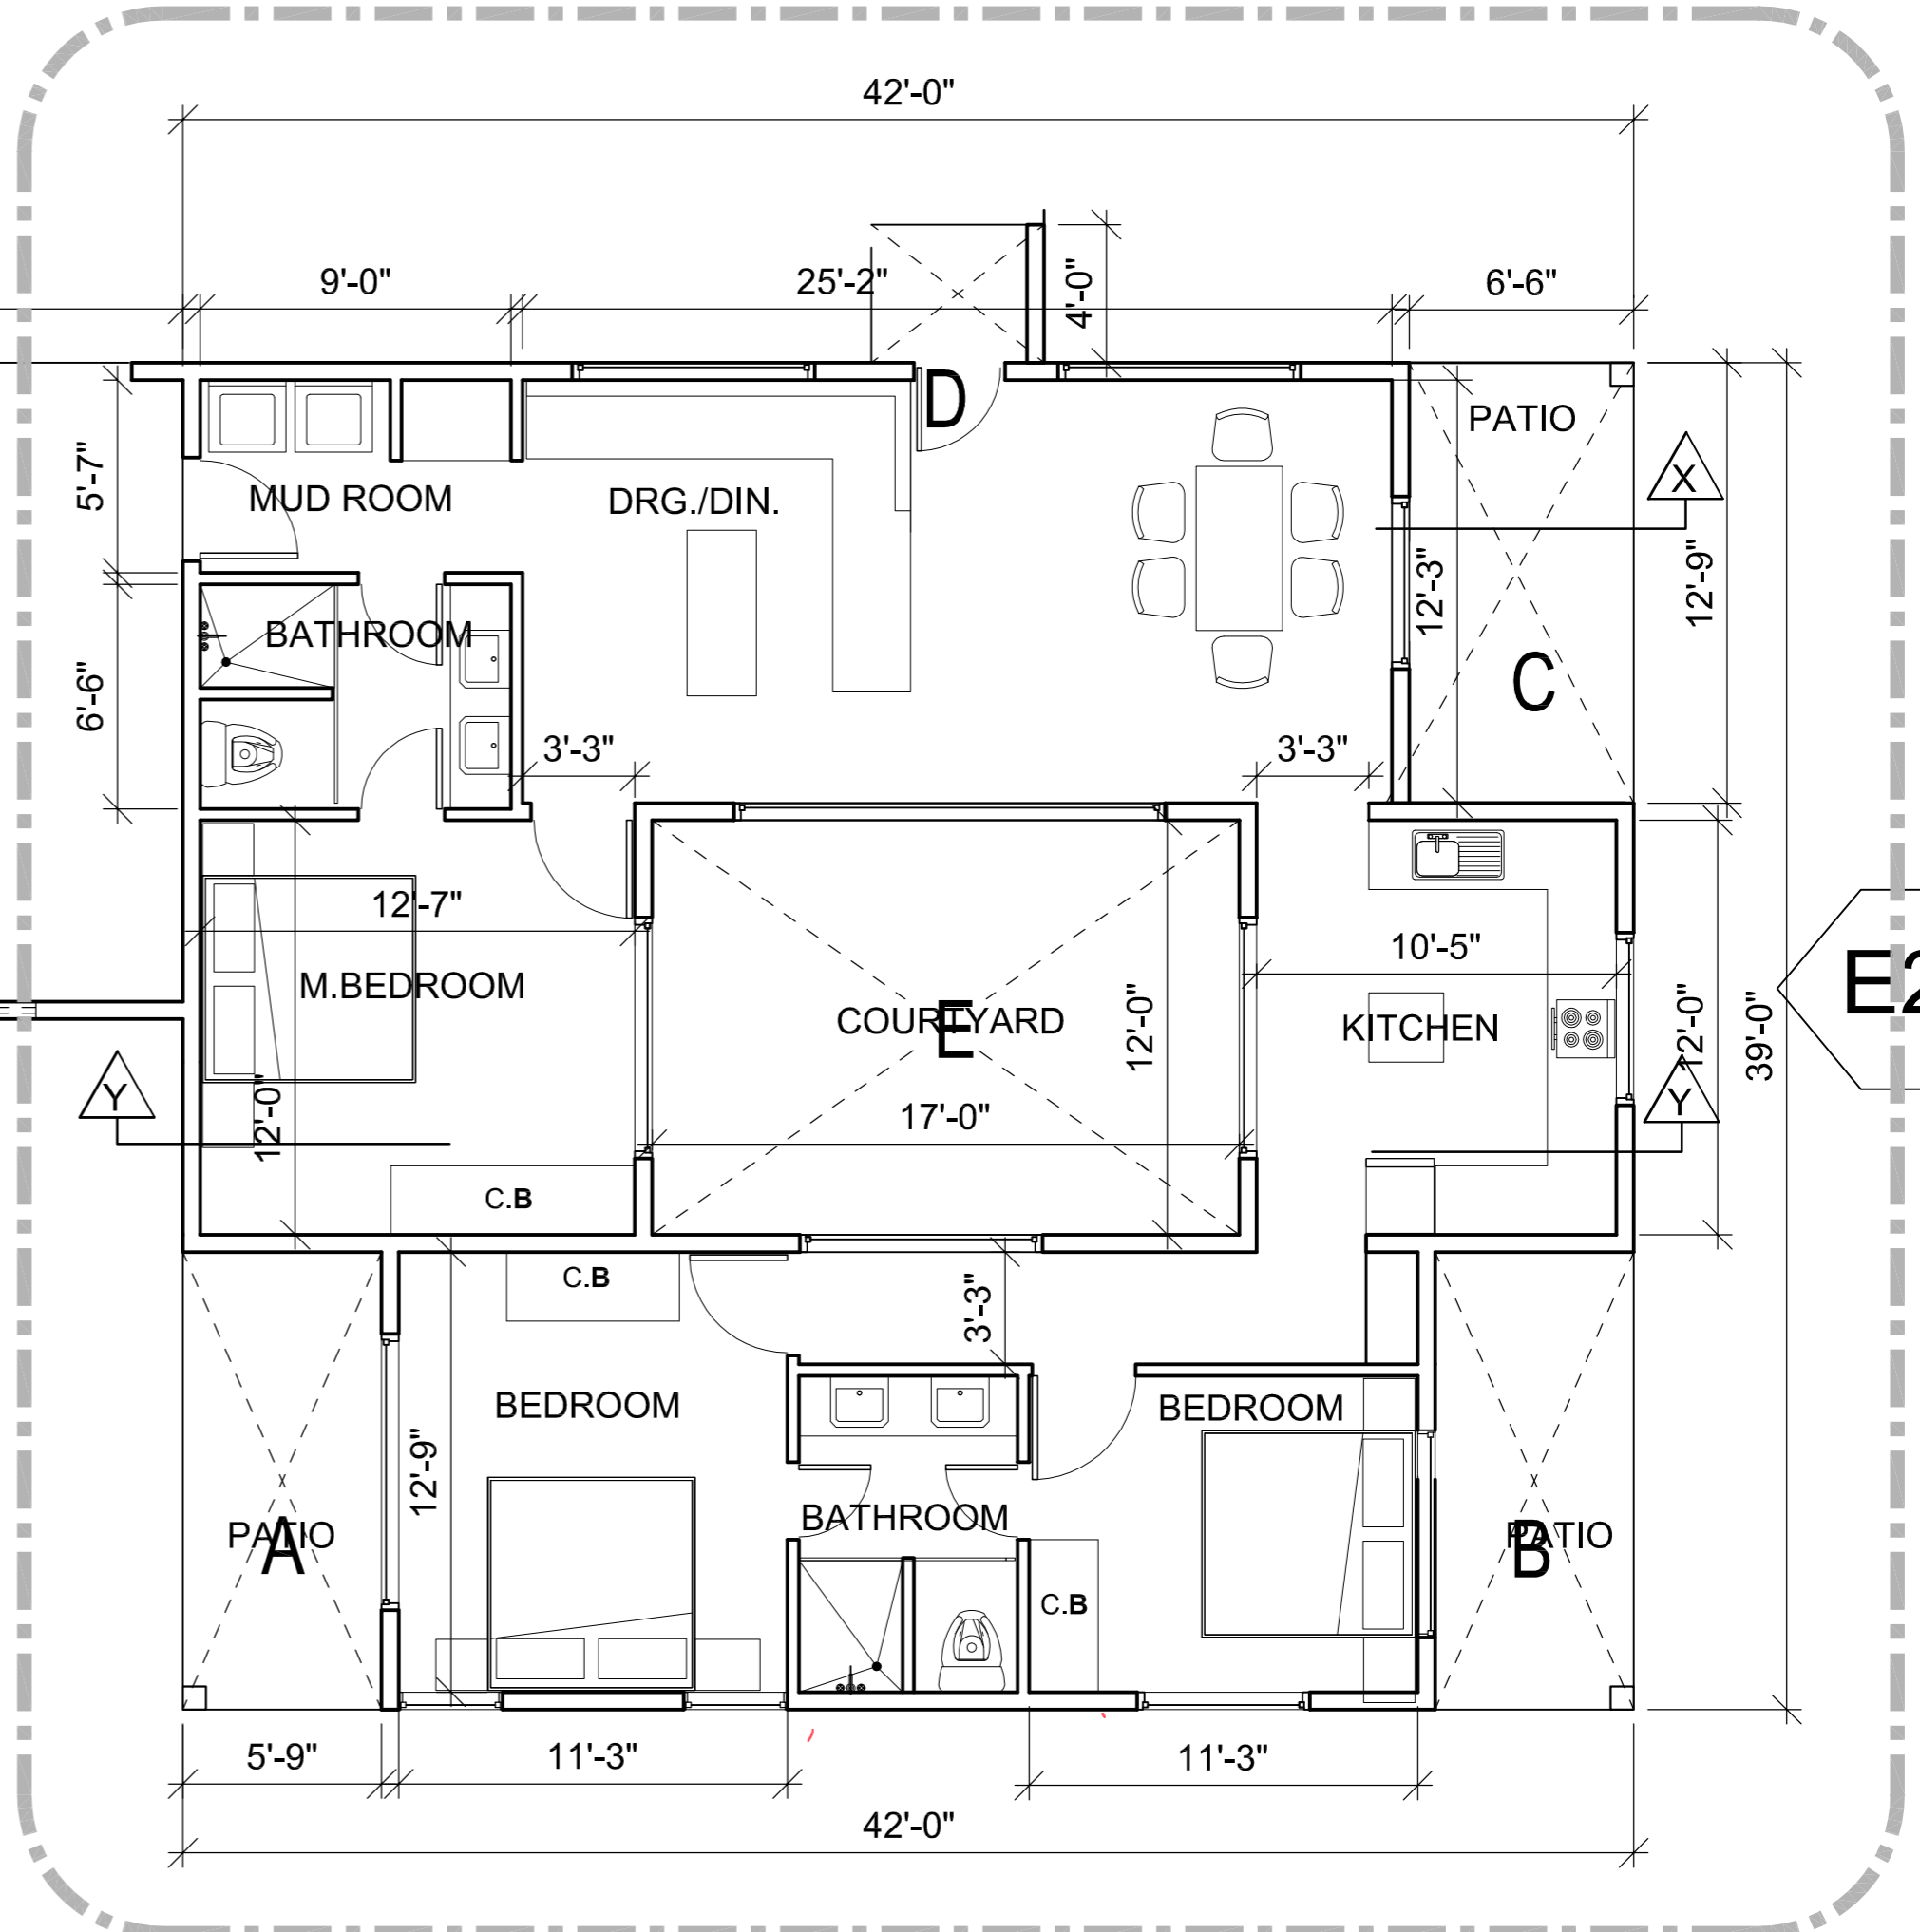 42'-0"
9'-0"
25'-2"
4'-0"
6'-6"
D
PATIO
5'-7"
MUD ROOM
DRG./DIN.
X
12'-3"
12'-9"
BATHROOM
6'-6"
C
3'-3"
3'-3"
12'-7"
10'-5"
M.BEDROOM
COURTYARD
E
12'-0"
KITCHEN
12'-0"
39'-0"
E2
Y
12'-0"
17'-0"
Y
C.B
C.B
3'-3"
BEDROOM
BEDROOM
12'-9"
BATHROOM
PATIO
A
PATIO
B
C.B
5'-9"
11'-3"
11'-3"
42'-0"